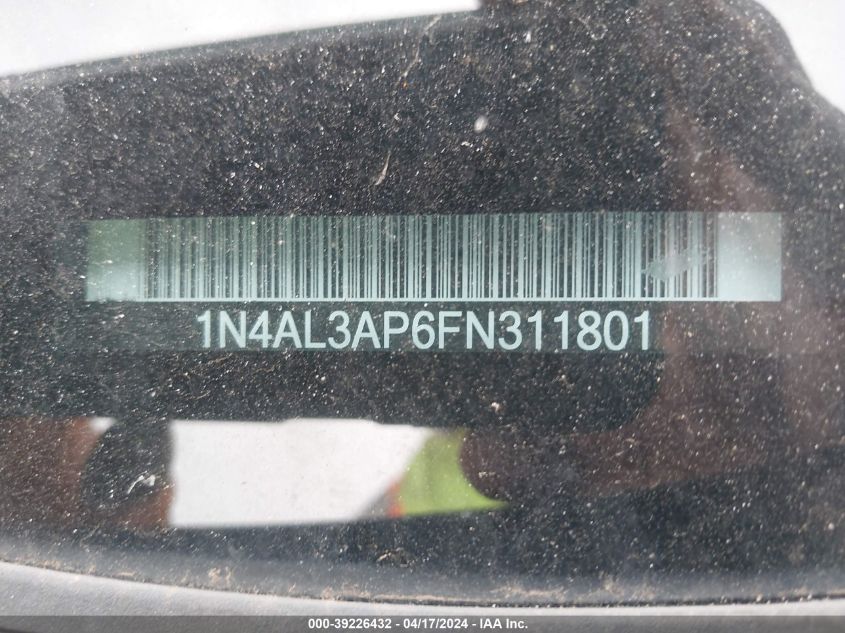 1N4AL3AP6FN311801
000-39226432 - 04/17/2024 - IAA, Inc.